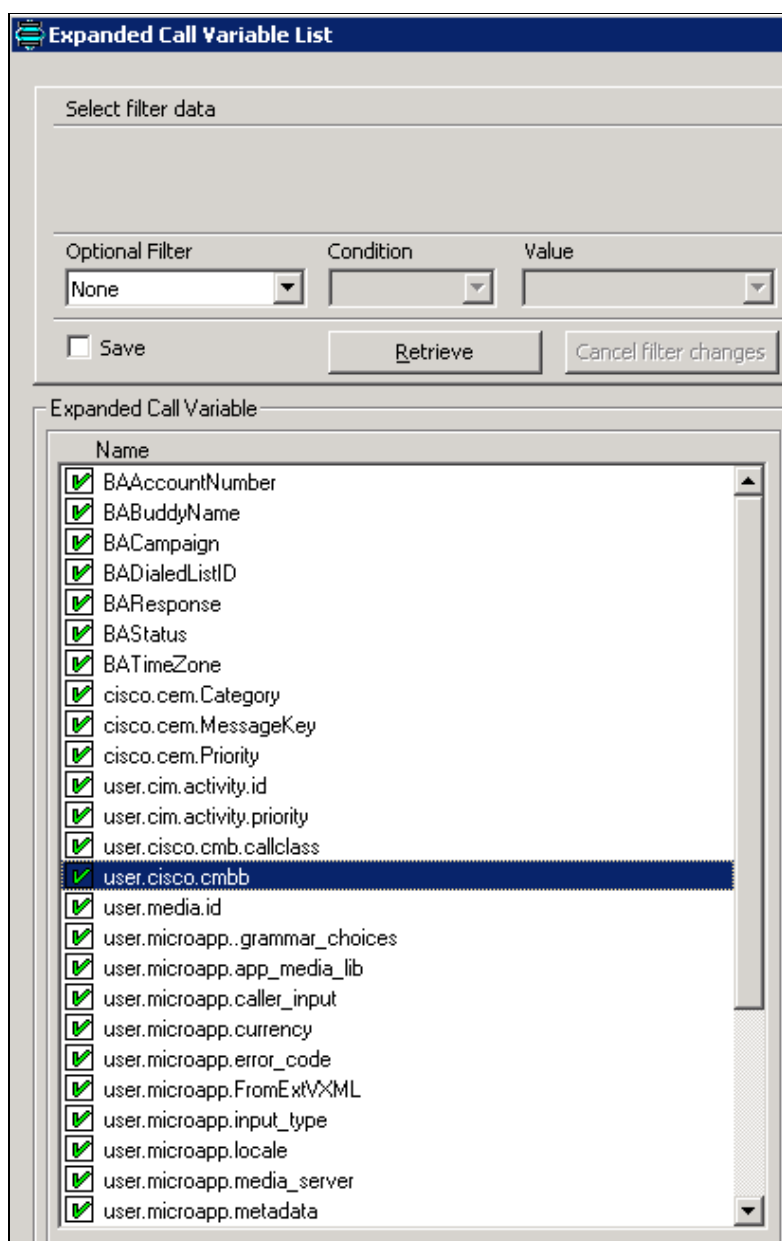 Expanded Call Variable List
Select filter data
Optional Filter Condition Value
None
Save Retrieve Cancel filter changes
Expanded Call Variable
Name
BAAccountNumber
BABuddyName
BACampaign
BADialedListID
BAResponse
BAStatus
BATimeZone
cisco.cem.Category
cisco.cem.MessageKey
cisco.cem.Priority
user.cim.activity.id
user.cim.activity.priority
user.cisco.cmb.callclass
user.cisco.cmbb
user.media.id
user.microapp..grammar_choices
user.microapp.app_media_lib
user.microapp.caller_input
user.microapp.currency
user.microapp.error_code
user.microapp.FromExtVXML
user.microapp.input_type
user.microapp.locale
user.microapp.media_server
user.microapp.metadata